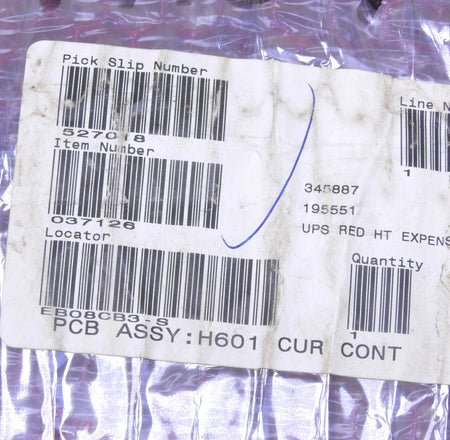 Pick Slip Number
Line N
527018
1
Item Number
345887
195551
037126
UPS RED HT EXPENS
Locator
Quantity
EB08CB3-S
1
PCB ASSY:H601 CUR CONT